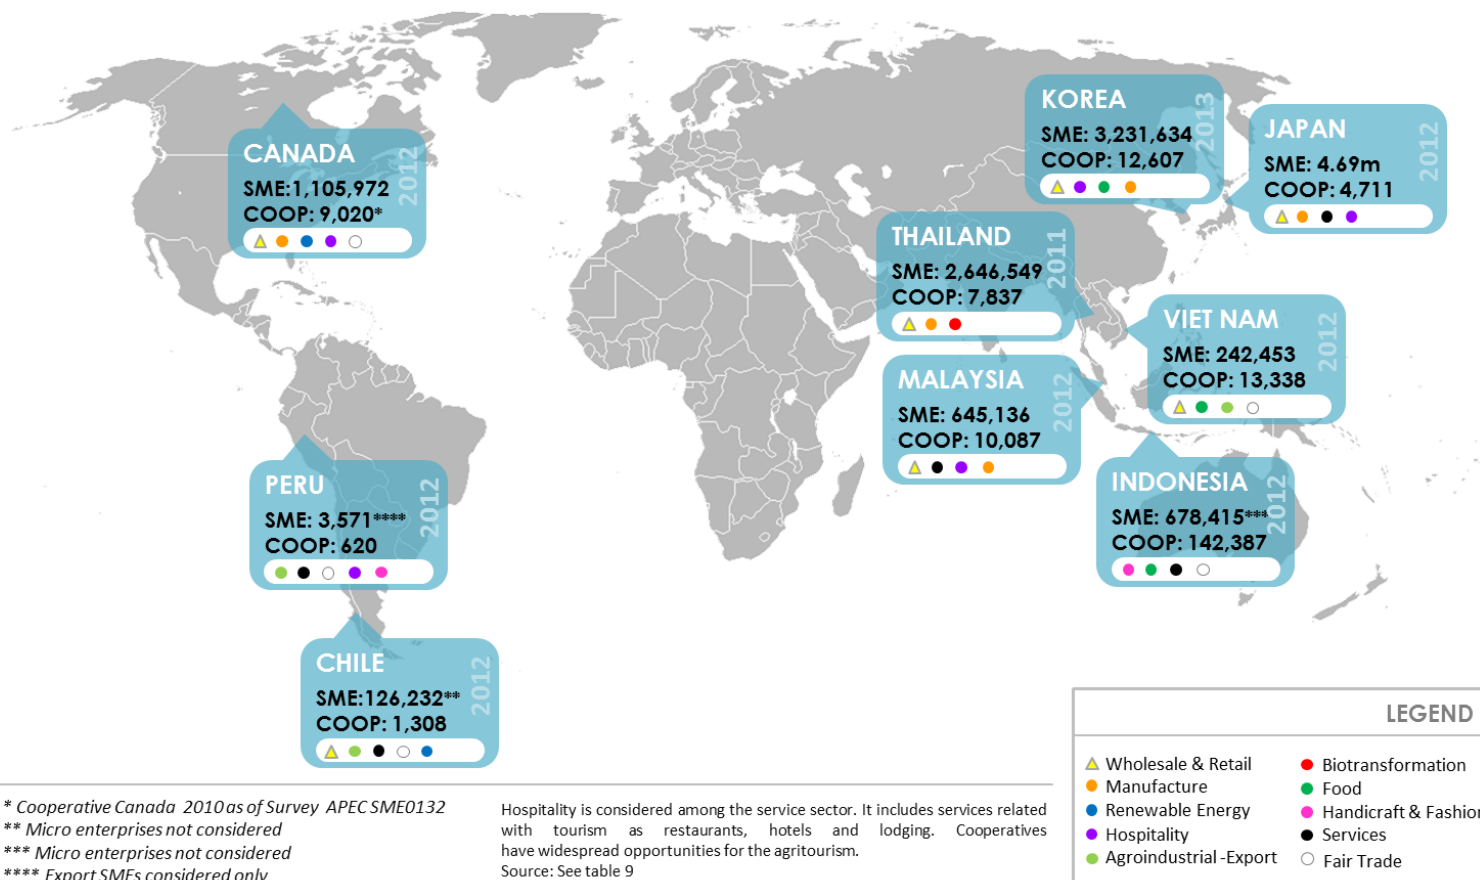 CANADA
2012
SME:1,105,972
COOP: 9,020*
KOREA
2013
SME: 3,231,634
COOP: 12,607
JAPAN
2012
SME: 4.69m
COOP: 4,711
THAILAND
2011
SME: 2,646,549
COOP: 7,837
VIET NAM
2012
SME: 242,453
COOP: 13,338
MALAYSIA
2012
SME: 645,136
COOP: 10,087
PERU
2012
SME: 3,571****
COOP: 620
INDONESIA
2012
SME: 678,415***
COOP: 142,387
CHILE
2012
SME:126,232**
COOP: 1,308
LEGEND
Wholesale & Retail
Manufacture
Renewable Energy
Hospitality
Agroindustrial -Export
Biotransformation
Food
Handicraft & Fashion
Services
Fair Trade
* Cooperative Canada 2010 as of Survey APEC SME0132
** Micro enterprises not considered
*** Micro enterprises not considered
**** Export SMEs considered only
Hospitality is considered among the service sector. It includes services related
with tourism as restaurants, hotels and lodging. Cooperatives
have widespread opportunities for the agritourism.
Source: See table 9